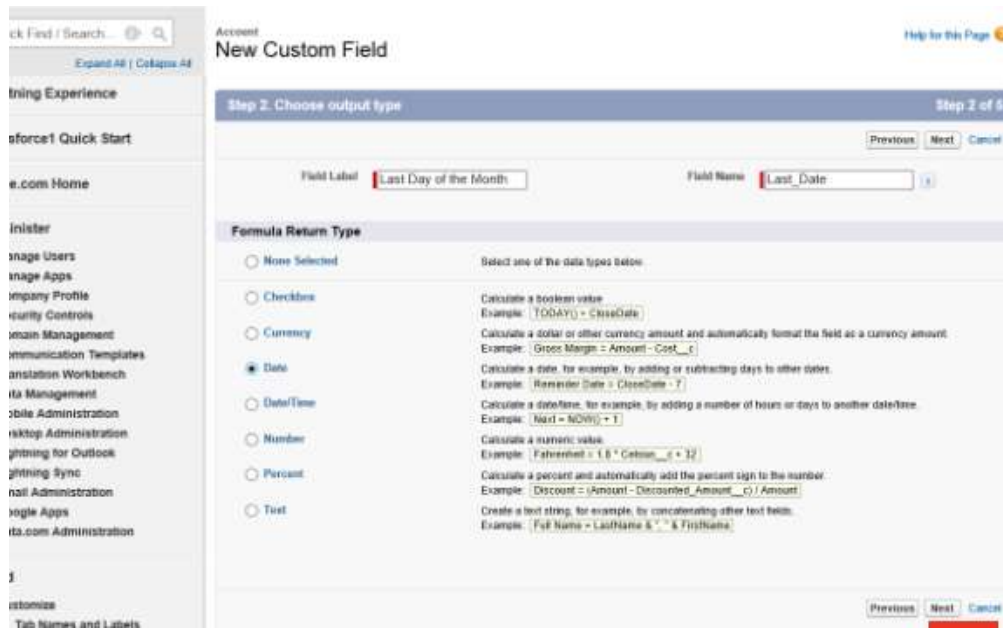 ck Find / Search...
Expand All | Collapse All
tning Experience
sforce1 Quick Start
e.com Home
inister
anage Users
anage Apps
ompany Profile
curity Controls
omain Management
ommunication Templates
anslation Workbench
ta Management
obile Administration
esktop Administration
ghtning for Outlook
ghtning Sync
mail Administration
oogle Apps
ata.com Administration
d
ustomize
Tab Names and Labels
Account
New Custom Field
Help for this Page
Step 2. Choose output type
Step 2 of 5
Previous Next Cancel
Field Label Last Day of the Month Field Name Last_Date i
Formula Return Type
None Selected Select one of the data types below.
Checkbox Calculate a boolean value
Example: TODAY() > CloseDate
Currency Calculate a dollar or other currency amount and automatically format the field as a currency amount.
Example: Gross Margin = Amount - Cost__c
Date Calculate a date, for example, by adding or subtracting days to other dates.
Example: Reminder Date = CloseDate - 7
Date/Time Calculate a date/time, for example, by adding a number of hours or days to another date/time.
Example: Next = NOW() + 1
Number Calculate a numeric value.
Example: Fahrenheit = 1.8 * Celsius__c + 32
Percent Calculate a percent and automatically add the percent sign to the number.
Example: Discount = (Amount - Discounted_Amount__c) / Amount
Text Create a text string, for example, by concatenating other text fields.
Example: Full Name = LastName & ", " & FirstName
Previous Next Cancel